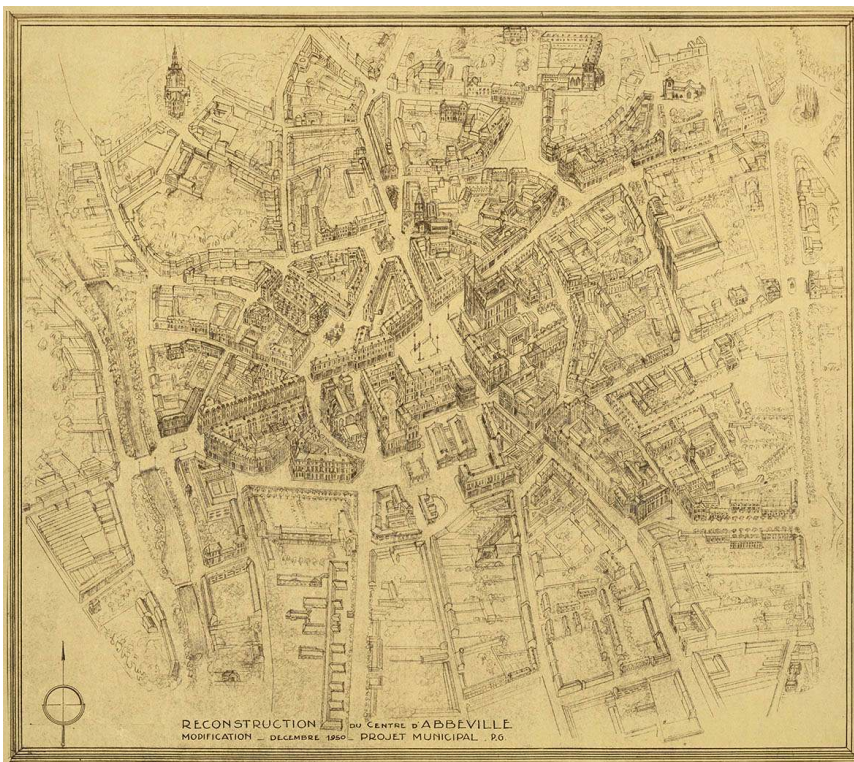 RECONSTRUCTION DU CENTRE D'ABBEVILLE
MODIFICATION _ DECEMBRE 1950 _ PROJET MUNICIPAL . P.G.